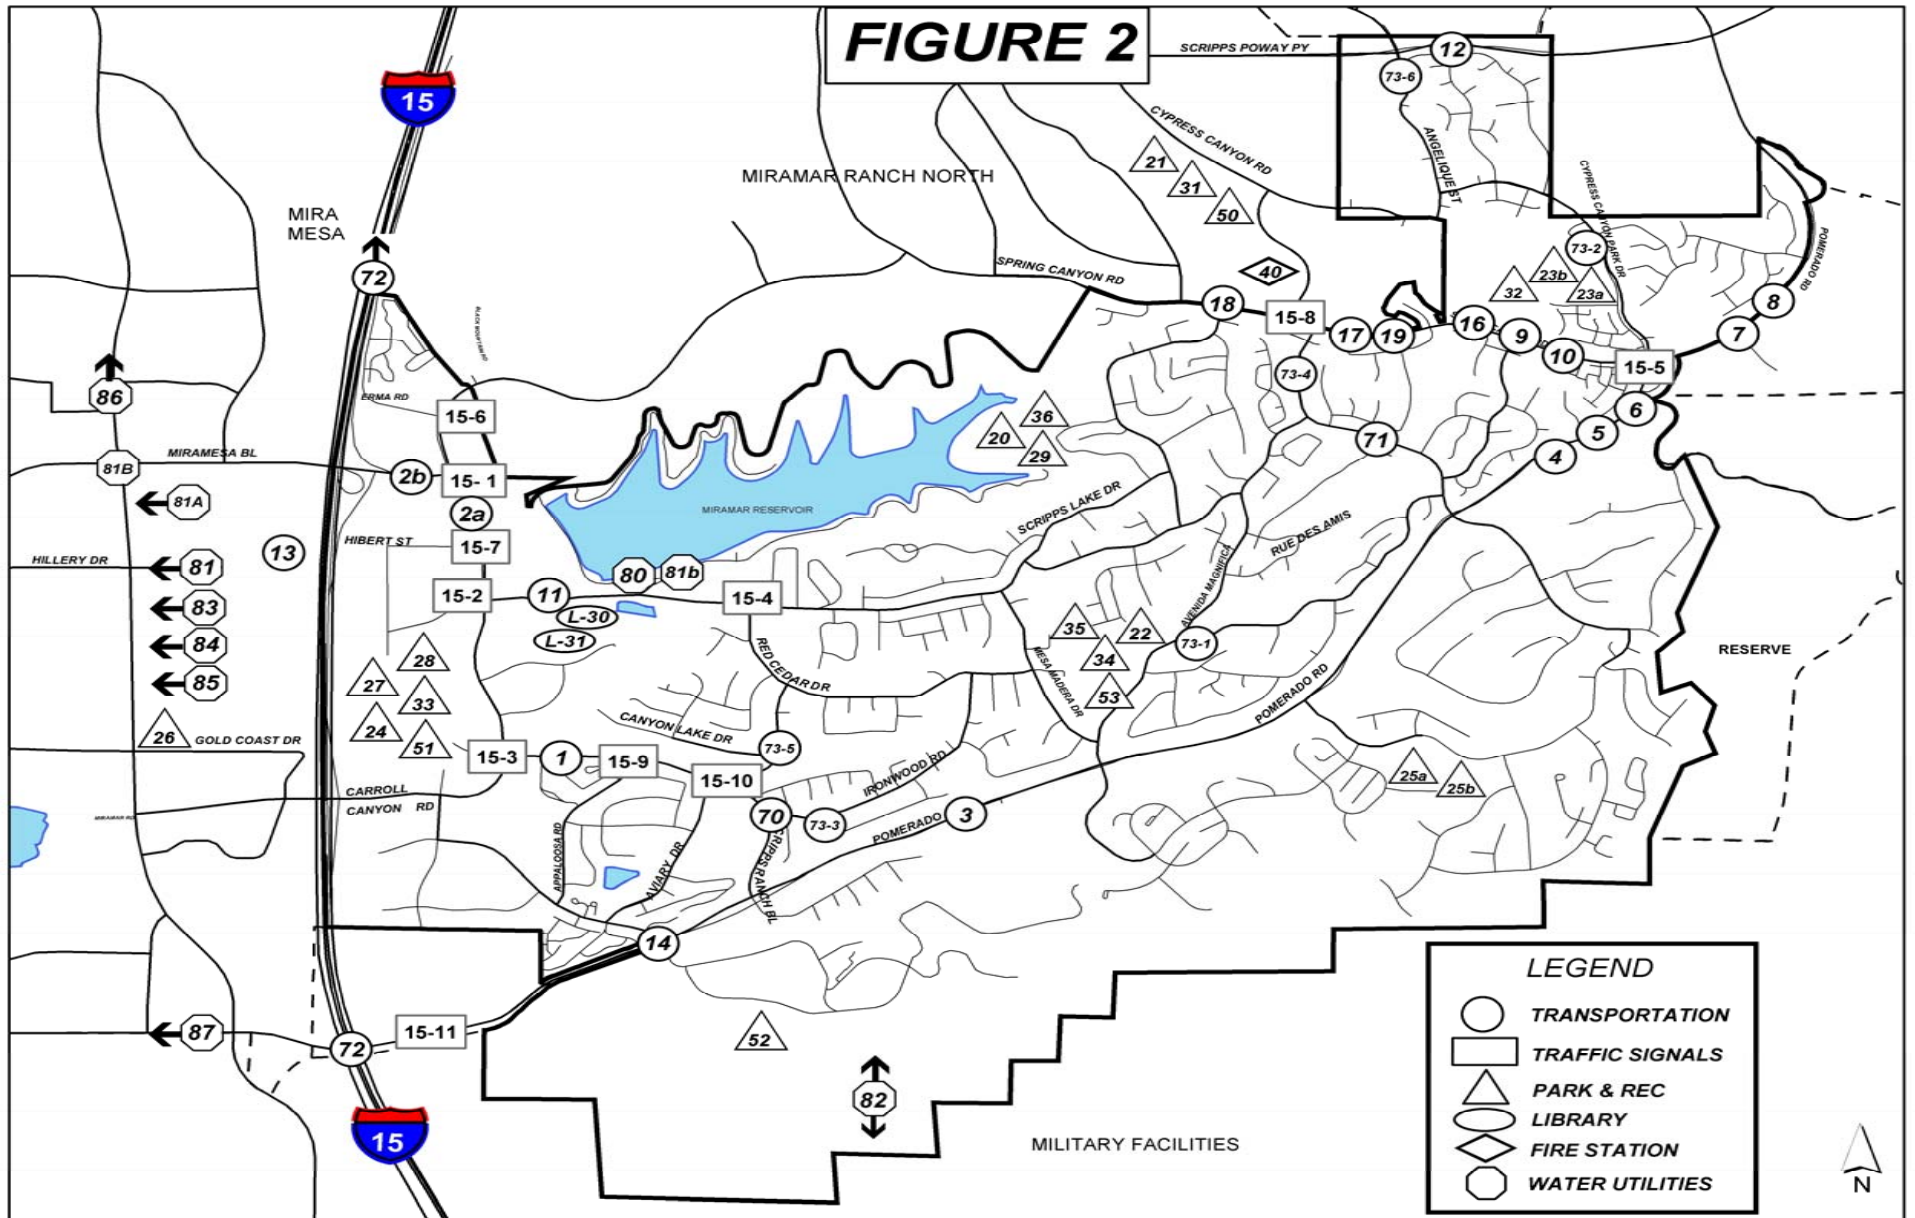 FIGURE 2
SCRIPPS POWAY PY
12
73-6
15
CYPRESS CANYON RD
ANGELIQUE ST
21
31
50
MIRAMAR RANCH NORTH
CYPRESS CANYON PARK DR
MIRA
MESA
POMERADO RD
73-2
72
SPRING CANYON RD
40
23b
32
23a
18
15-8
17
19
16
9
10
8
7
15-5
BLACK MOUNTAIN RD
86
ERMA RD
15-6
73-4
6
36
20
29
71
5
4
MIRAMESA BL
81B
2b
15- 1
81A
2a
MIRAMAR RESERVOIR
SCRIPPS LAKE DR
RUE DES AMIS
HILLERY DR
13
HIBERT ST
15-7
81
80
81b
AVENIDA MAGNIFICA
83
15-2
11
15-4
L-30
L-31
84
35
22
73-1
34
RESERVE
28
RED CEDAR DR
MESA MADERA DR
85
27
33
53
POMERADO RD
26
GOLD COAST DR
24
51
CANYON LAKE DR
73-5
15-3
1
15-9
15-10
IRONWOOD RD
25a
25b
CARROLL
CANYON RD
MIRAMAR RD
70
73-3
POMERADO
3
APPALOOSA RD
AVIARY DR
SCRIPPS RANCH BL
14
87
72
15-11
52
82
15
MILITARY FACILITIES
LEGEND
TRANSPORTATION
TRAFFIC SIGNALS
PARK & REC
LIBRARY
FIRE STATION
WATER UTILITIES
N